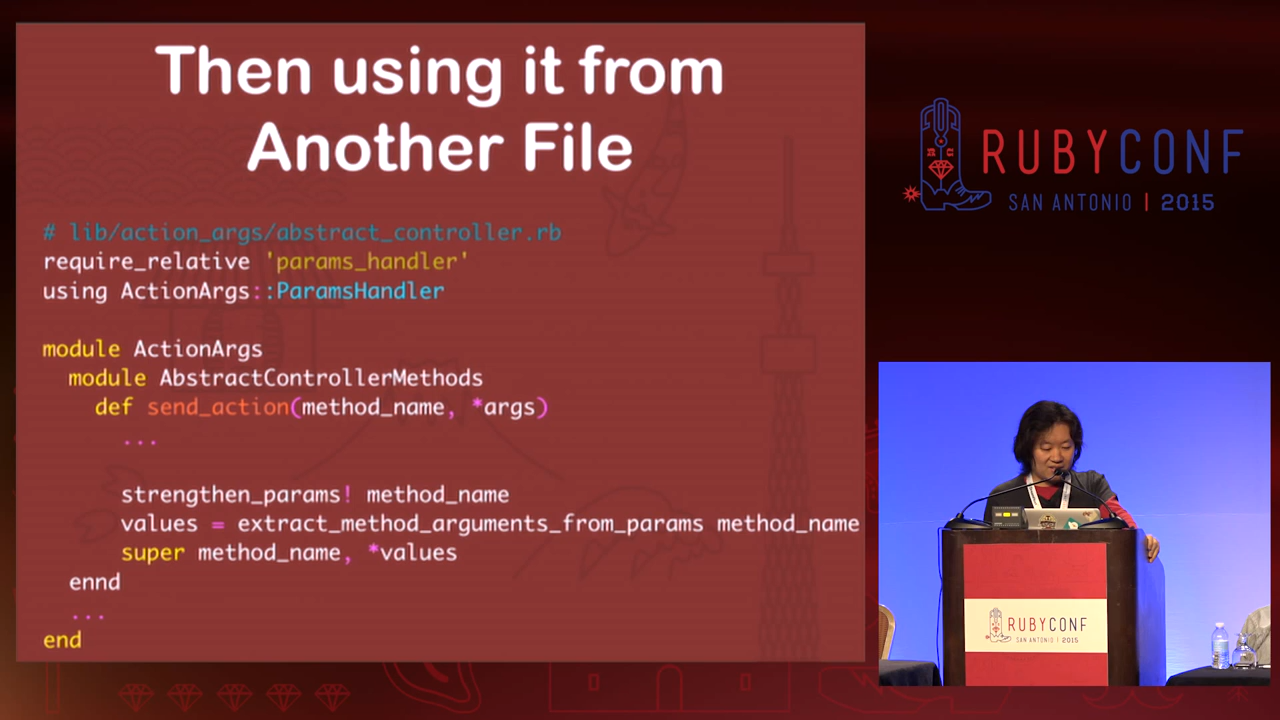 Then using it from
Another File
# lib/action_args/abstract_controller.rb
require_relative 'params_handler'
using ActionArgs::ParamsHandler
module ActionArgs
  module AbstractControllerMethods
    def send_action(method_name, *args)
      ...
      strengthen_params! method_name
      values = extract_method_arguments_from_params method_name
      super method_name, *values
  ennd
  ...
end
RUBYCONF
SAN ANTONIO | 2015
RUBYCONF
SAN ANTONIO | 2015